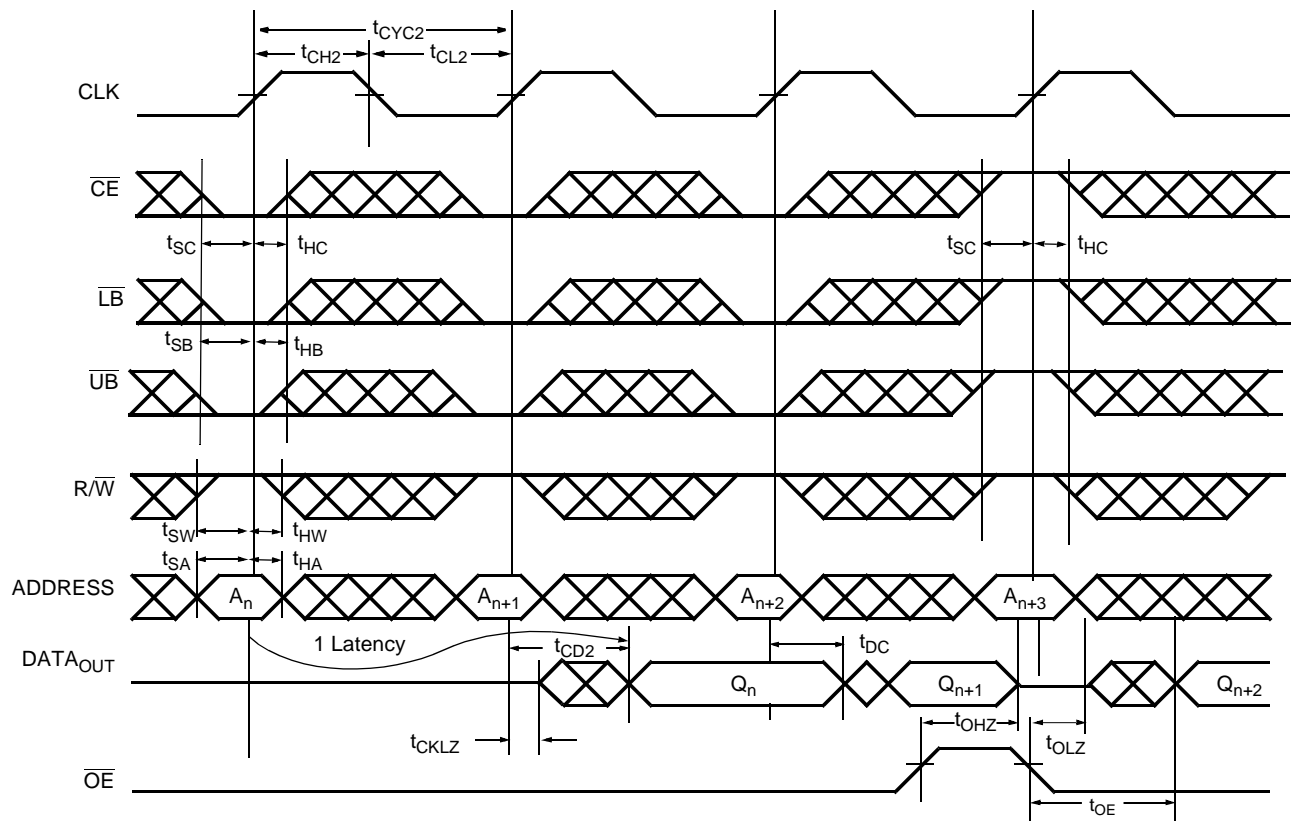 tCYC2
tCH2 tCL2
CLK
CE
tSC tHC tSC tHC
LB
tSB tHB
UB
R/W
tSW tHW
tSA tHA
ADDRESS An An+1 An+2 An+3
1 Latency tCD2 tDC
DATAOUT Qn Qn+1 Qn+2
tOHZ
tCKLZ tOLZ
OE
tOE